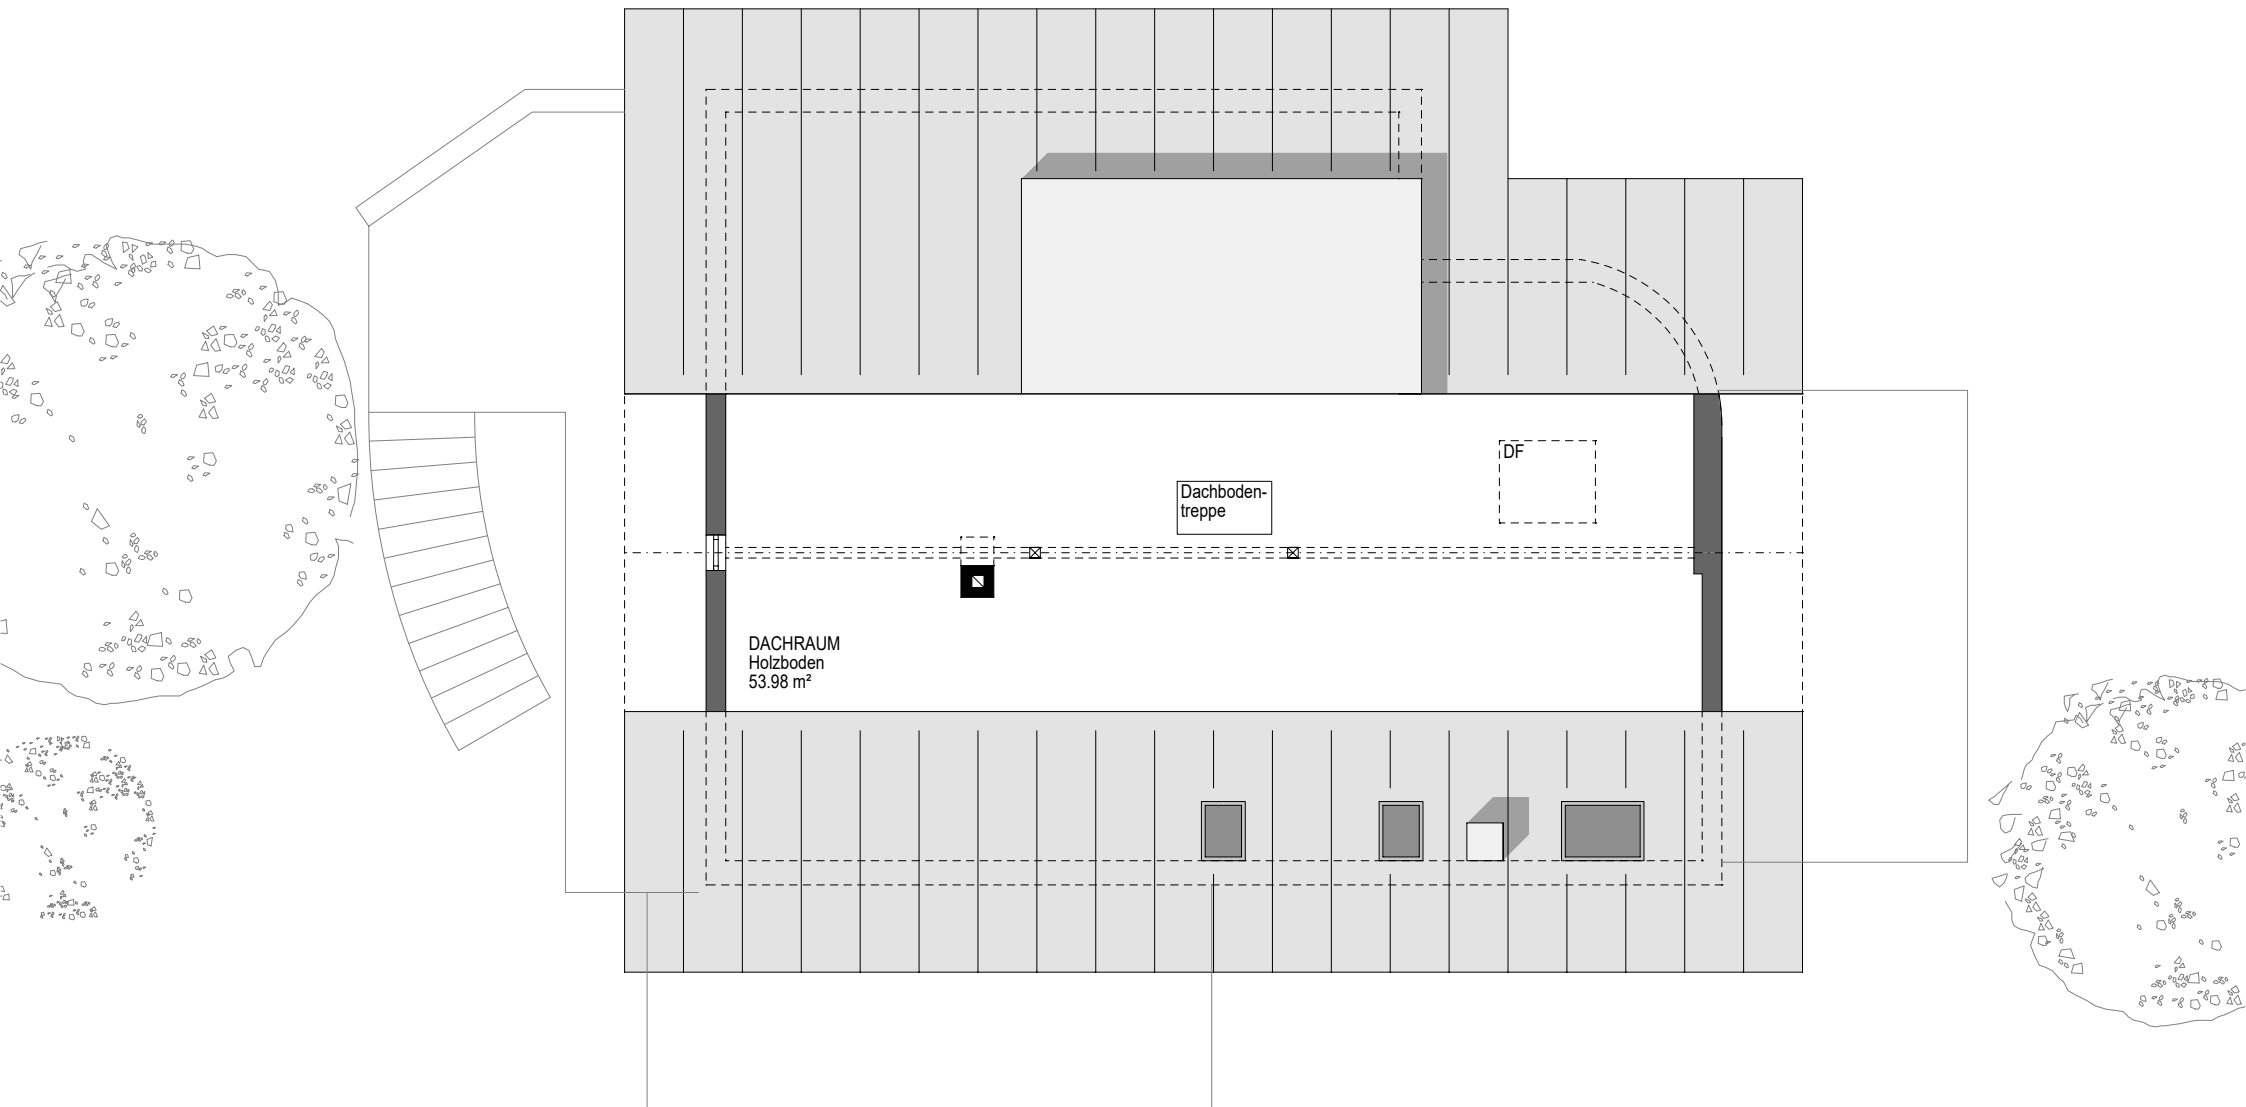 DF
Dachboden-
treppe
DACHRAUM
Holzboden
53.98 m²